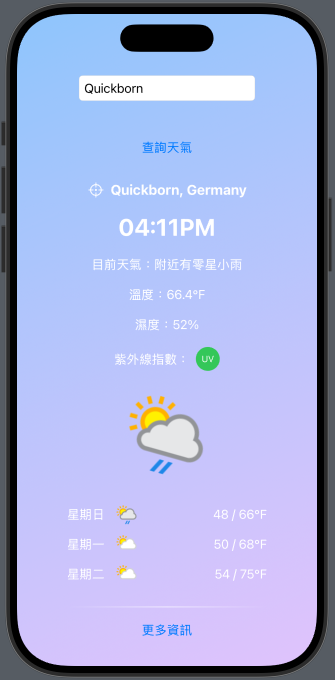 Quickborn
查詢天氣
Quickborn, Germany
04:11PM
目前天氣：附近有零星小雨
溫度：66.4°F
濕度：52%
紫外線指數： UV
星期日 48 / 66°F
星期一 50 / 68°F
星期二 54 / 75°F
更多資訊